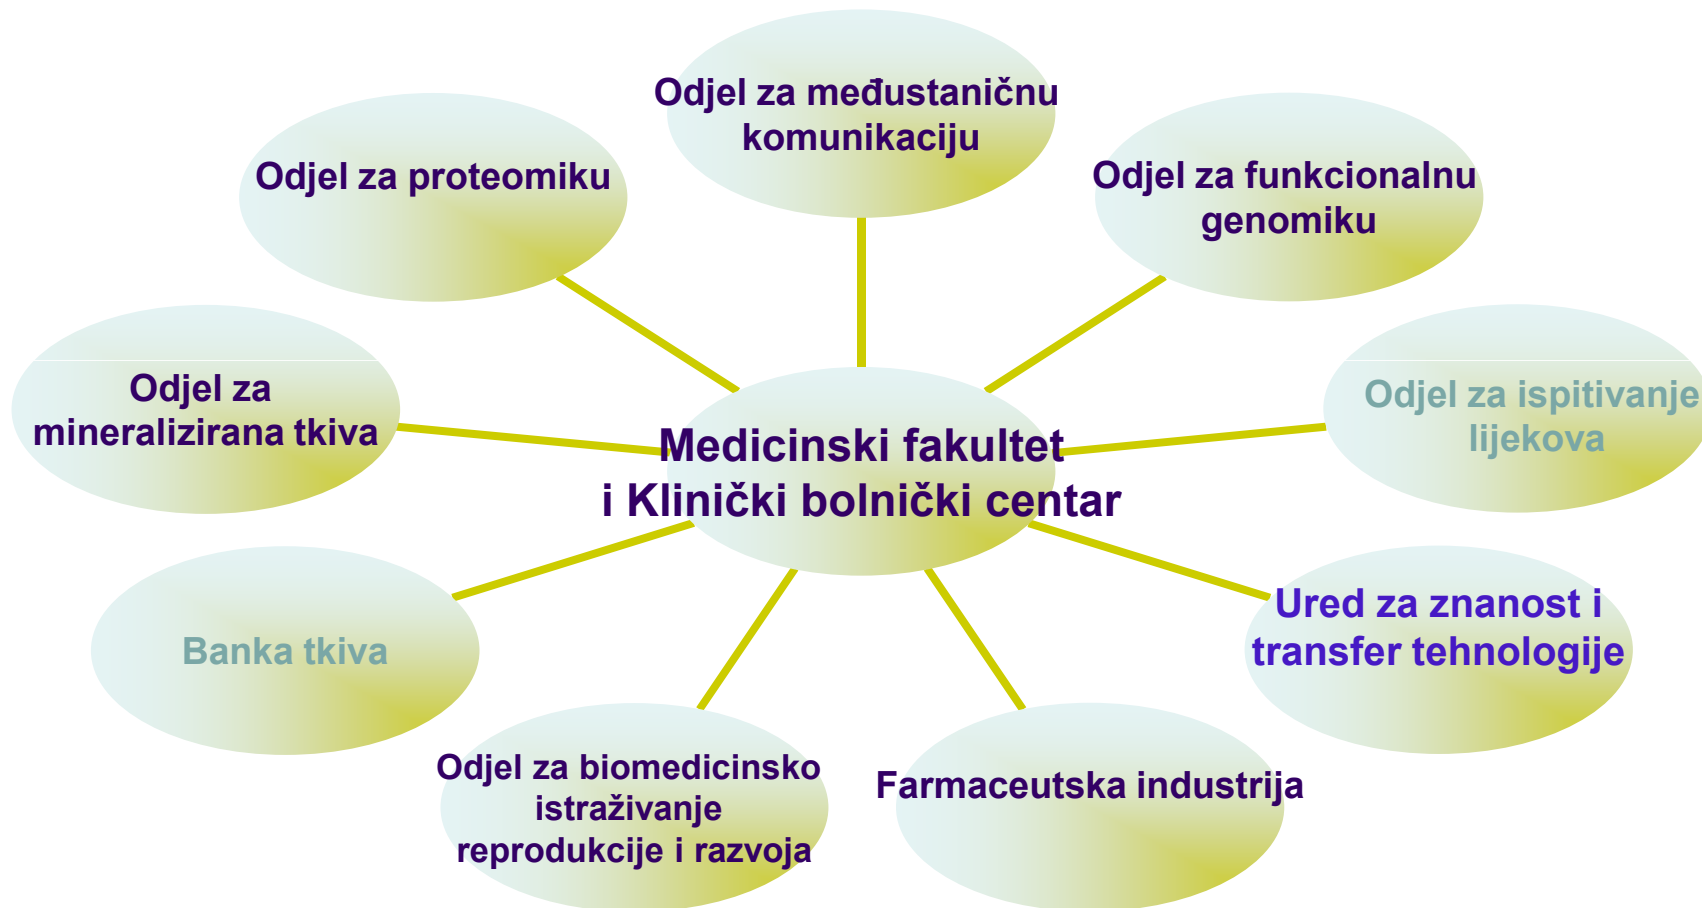 Odjel za međustaničnu
komunikaciju
Odjel za proteomiku
Odjel za funkcionalnu
genomiku
Odjel za
mineralizirana tkiva
Odjel za ispitivanje
lijekova
Medicinski fakultet
i Klinički bolnički centar
Banka tkiva
Ured za znanost i
transfer tehnologije
Odjel za biomedicinsko
istraživanje
reprodukcije i razvoja
Farmaceutska industrija